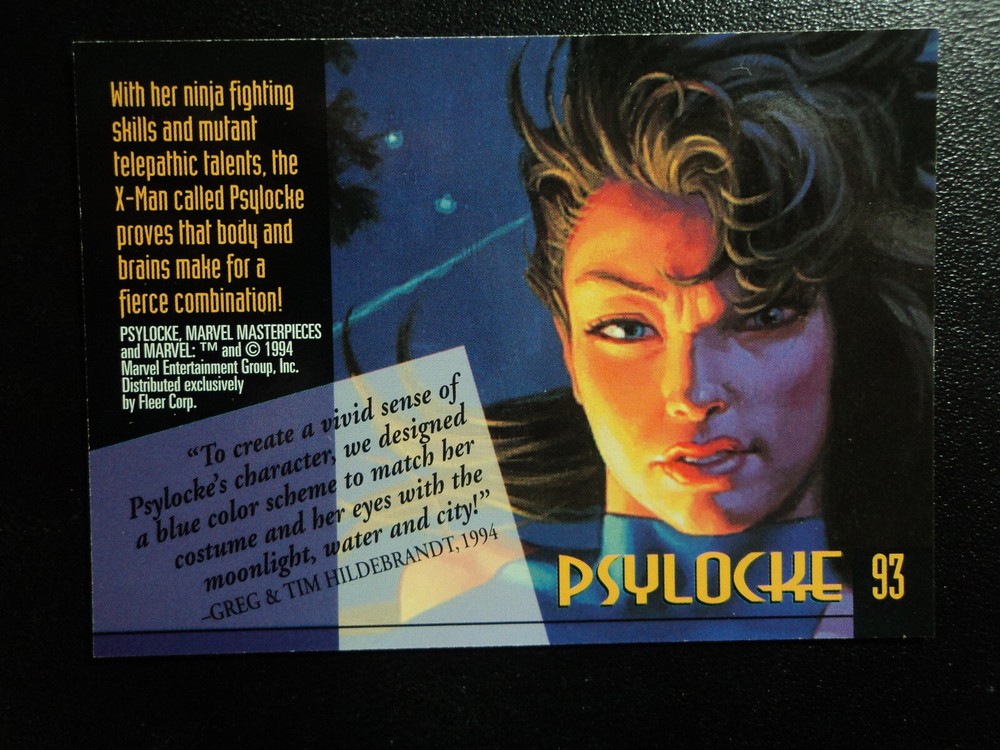 With her ninja fighting
skills and mutant
telepathic talents, the
X-Man called Psylocke
proves that body and
brains make for a
fierce combination!
PSYLOCKE, MARVEL MASTERPIECES
and MARVEL: ™ and © 1994
Marvel Entertainment Group, Inc.
Distributed exclusively
by Fleer Corp.
“To create a vivid sense of
Psylocke’s character, we designed
a blue color scheme to match her
costume and her eyes with the
moonlight, water and city!”
–GREG & TIM HILDEBRANDT, 1994
PSYLOCKE 93